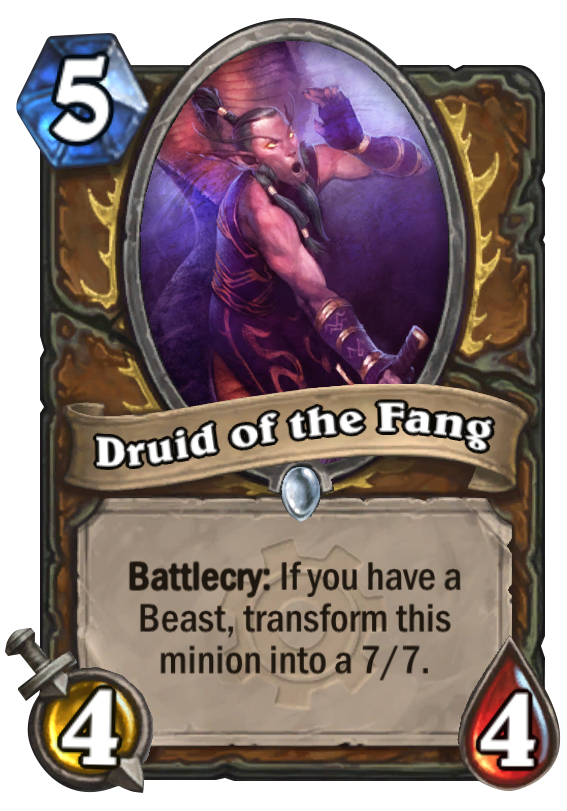 5
Druid of the Fang
Battlecry: If you have a
Beast, transform this
minion into a 7/7.
4
4